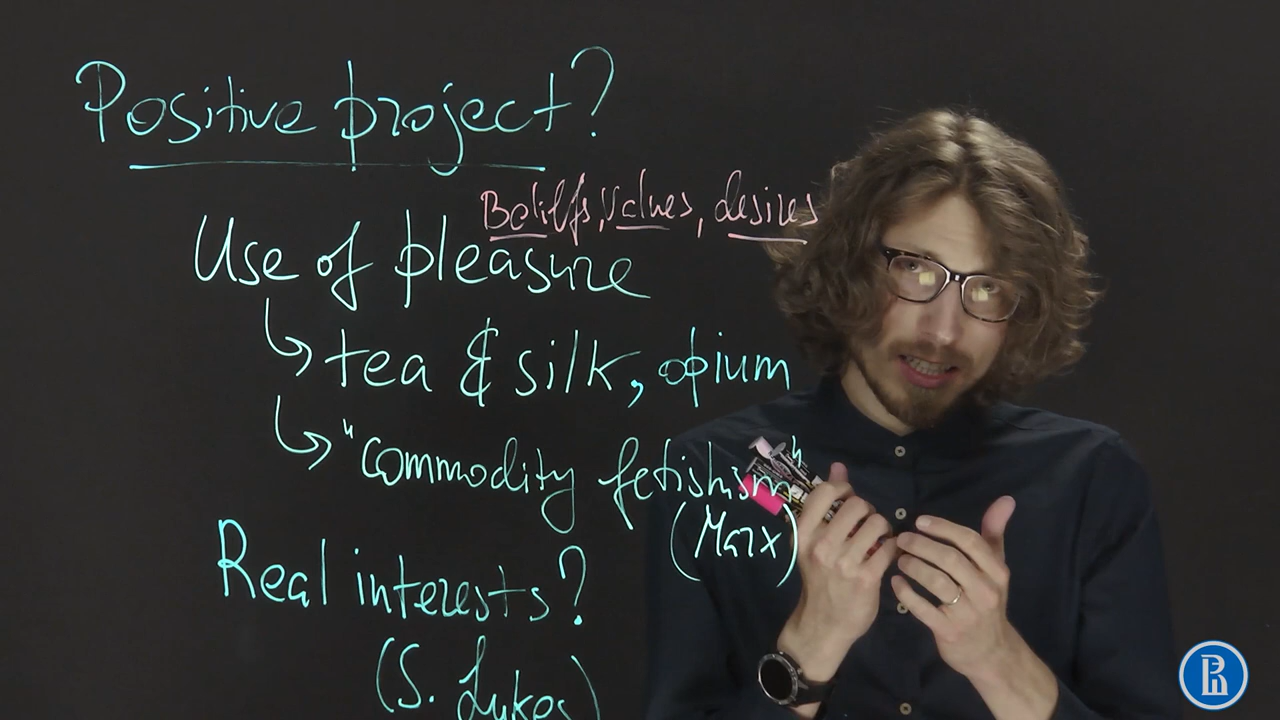 Positive project?
Beliefs, values, desires
Use of pleasure
↳ tea & silk, opium
↳ "commodity fetishism"
(Marx)
Real interests?
(S. Lukes)